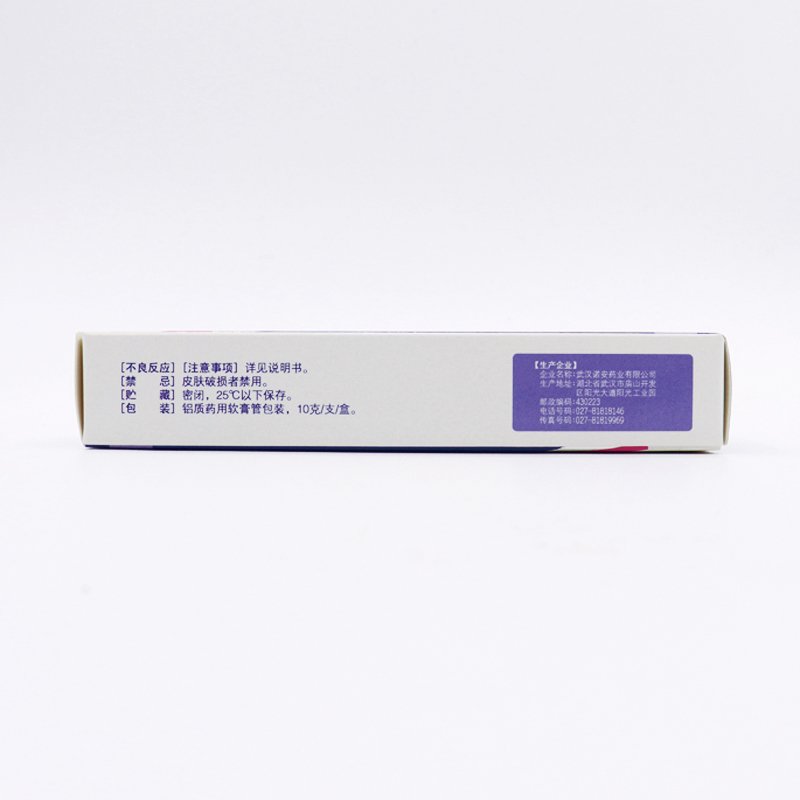 [不良反应] [注意事项] 详见说明书。
[禁 忌] 皮肤破损者禁用。
[贮 藏] 密闭，25℃以下保存。
[包 装] 铝质药用软膏管包装，10克/支/盒。
【生产企业】
企业名称:武汉诺安药业有限公司
生产地址:湖北省武汉市庙山开发
区阳光大道阳光工业园
邮政编码:430223
电话号码:027-81818146
传真号码:027-81819969